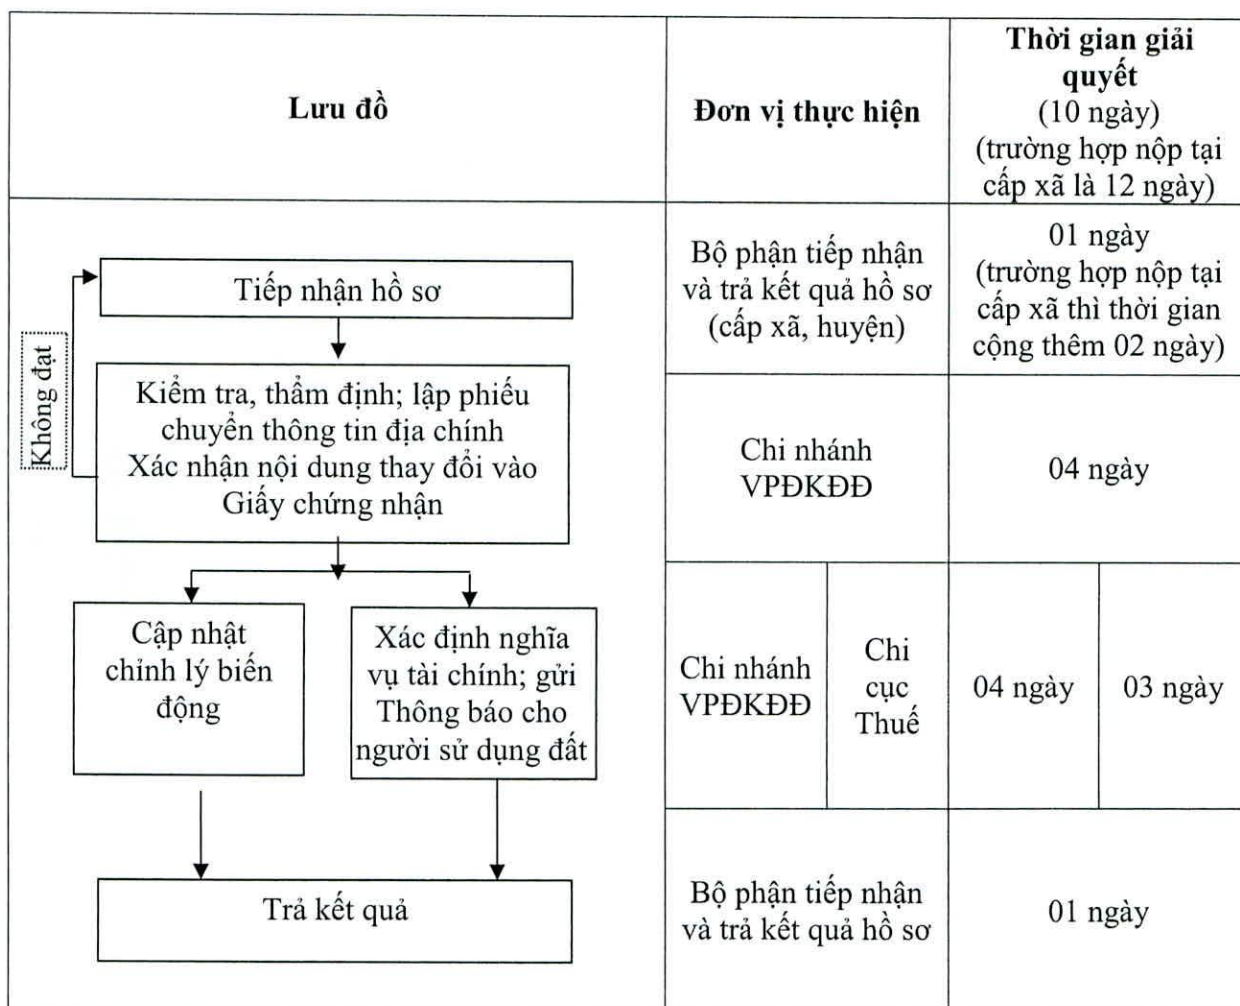 Lưu đồ
Đơn vị thực hiện
Thời gian giải
quyết
(10 ngày)
(trường hợp nộp tại
cấp xã là 12 ngày)
Tiếp nhận hồ sơ
Bộ phận tiếp nhận
và trả kết quả hồ sơ
(cấp xã, huyện)
01 ngày
(trường hợp nộp tại
cấp xã thì thời gian
cộng thêm 02 ngày)
Không đạt
Kiểm tra, thẩm định; lập phiếu
chuyển thông tin địa chính
Xác nhận nội dung thay đổi vào
Giấy chứng nhận
Chi nhánh
VPĐKĐĐ
04 ngày
Cập nhật
chỉnh lý biến
động
Xác định nghĩa
vụ tài chính; gửi
Thông báo cho
người sử dụng đất
Chi nhánh
VPĐKĐĐ
Chi
cục
Thuế
04 ngày
03 ngày
Trả kết quả
Bộ phận tiếp nhận
và trả kết quả hồ sơ
01 ngày